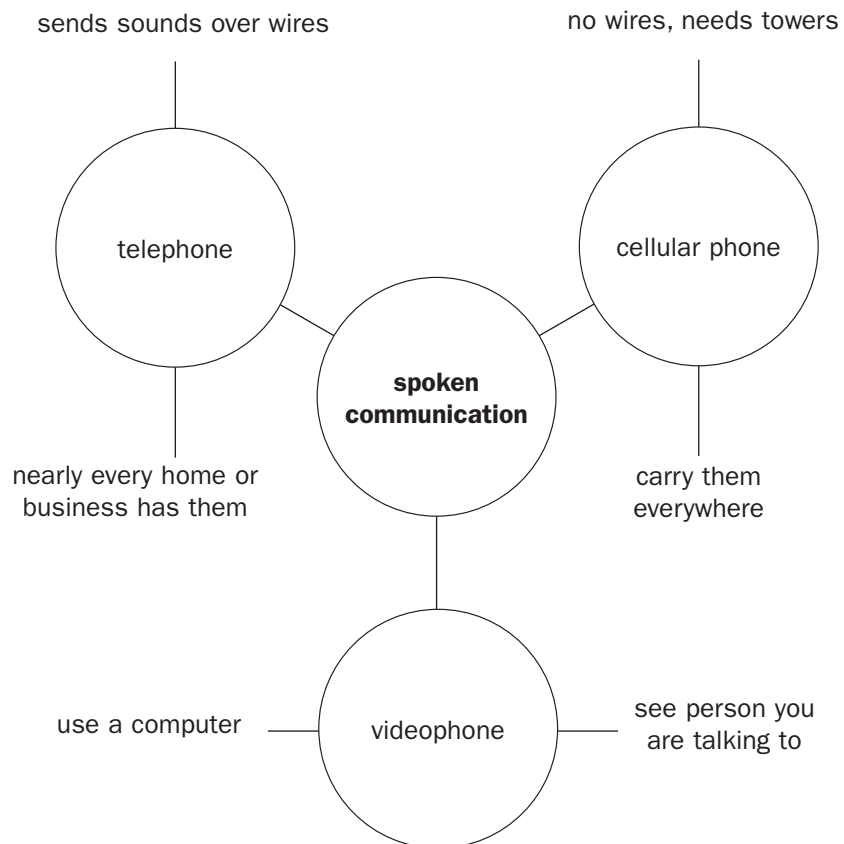 sends sounds over wires
no wires, needs towers
telephone
cellular phone
spoken
communication
nearly every home or
business has them
carry them
everywhere
use a computer
videophone
see person you
are talking to